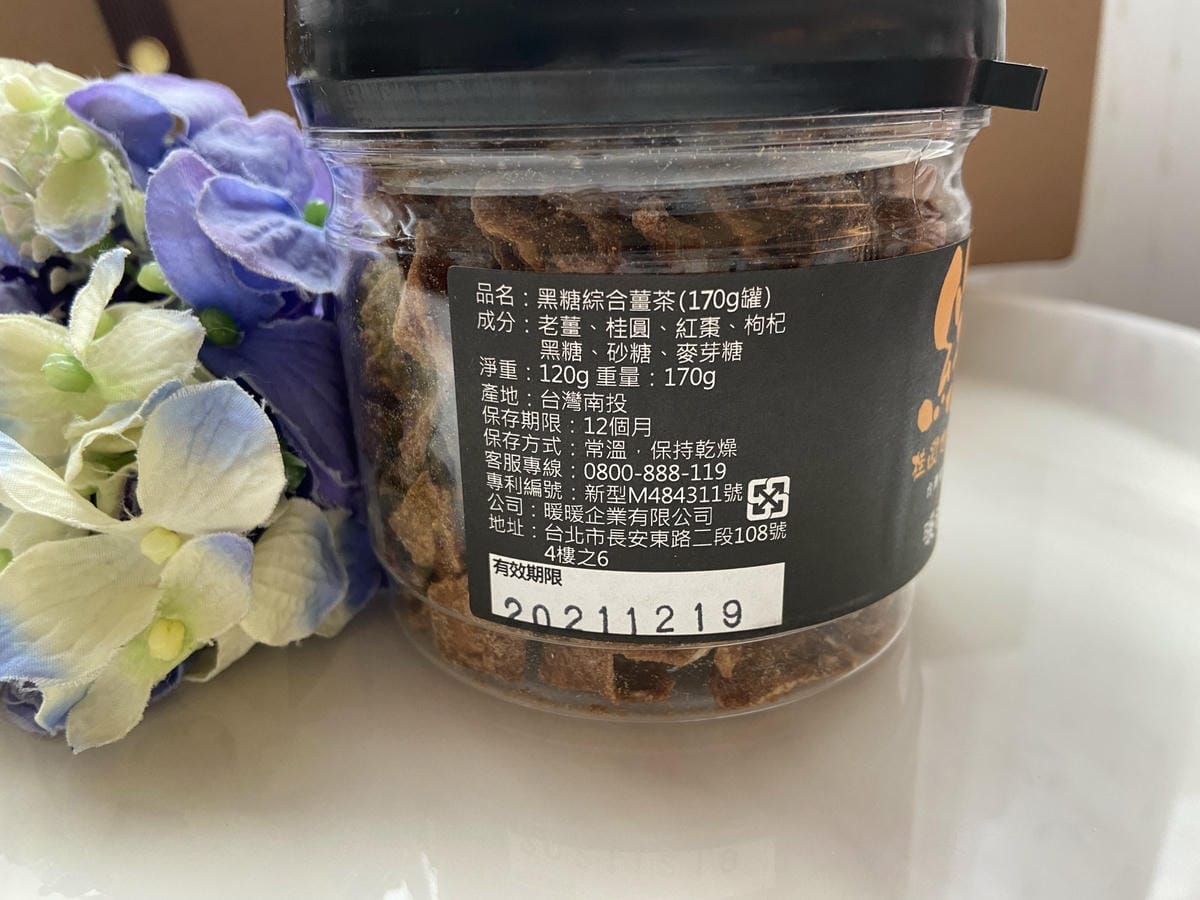 品名：黑糖綜合薑茶(170g罐)
成分：老薑、桂圓、紅棗、枸杞
黑糖、砂糖、麥芽糖
淨重：120g 重量：170g
產地：台灣南投
保存期限：12個月
保存方式：常溫，保持乾燥
客服專線：0800-888-119
專利編號：新型M484311號
公司：暖暖企業有限公司
地址：台北市長安東路二段108號
4樓之6
有效期限
20211219